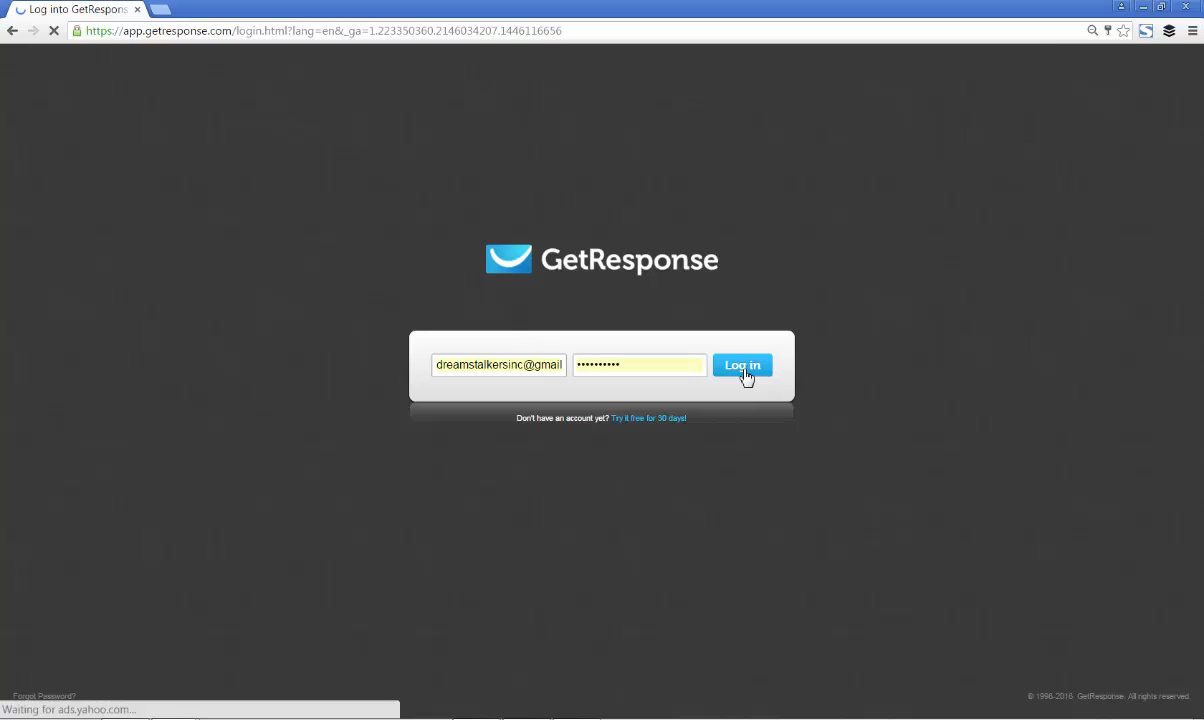 Log into GetRespons
https://app.getresponse.com/login.html?lang=en&_ga=1.223350360.2146034207.1446116656
GetResponse
dreamstalkersinc@gmail
••••••••••
Log in
Don't have an account yet? Try it free for 30 days!
Forgot Password?
© 1998-2016 GetResponse. All rights reserved.
Waiting for ads.yahoo.com...